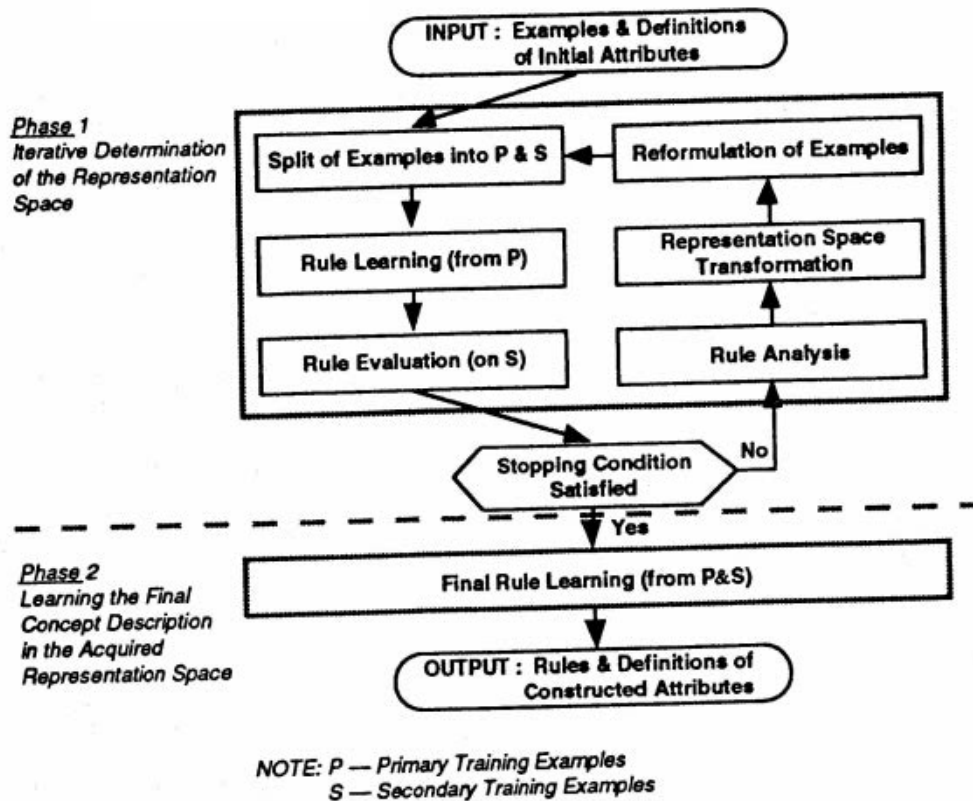 INPUT : Examples & Definitions
of Initial Attributes
Phase 1
Iterative Determination
of the Representation
Space
Split of Examples into P & S
Reformulation of Examples
Rule Learning (from P)
Representation Space
Transformation
Rule Evaluation (on S)
Rule Analysis
No
Stopping Condition
Satisfied
Yes
Phase 2
Learning the Final
Concept Description
in the Acquired
Representation Space
Final Rule Learning (from P&S)
OUTPUT : Rules & Definitions of
Constructed Attributes
NOTE: P — Primary Training Examples
S — Secondary Training Examples